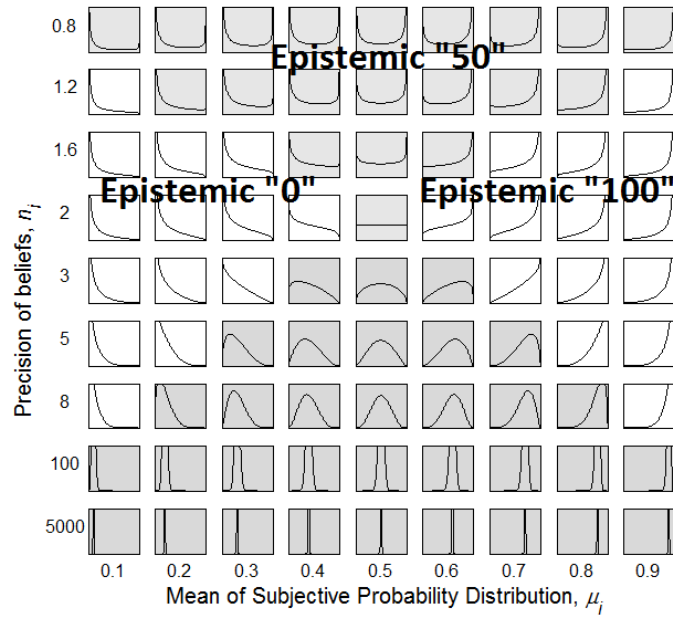 0.8
Epistemic "50"
1.2
1.6
Epistemic "0" Epistemic "100"
2
3
5
8
100
5000
0.1 0.2 0.3 0.4 0.5 0.6 0.7 0.8 0.9
Mean of Subjective Probability Distribution, μi
Precision of beliefs, ni